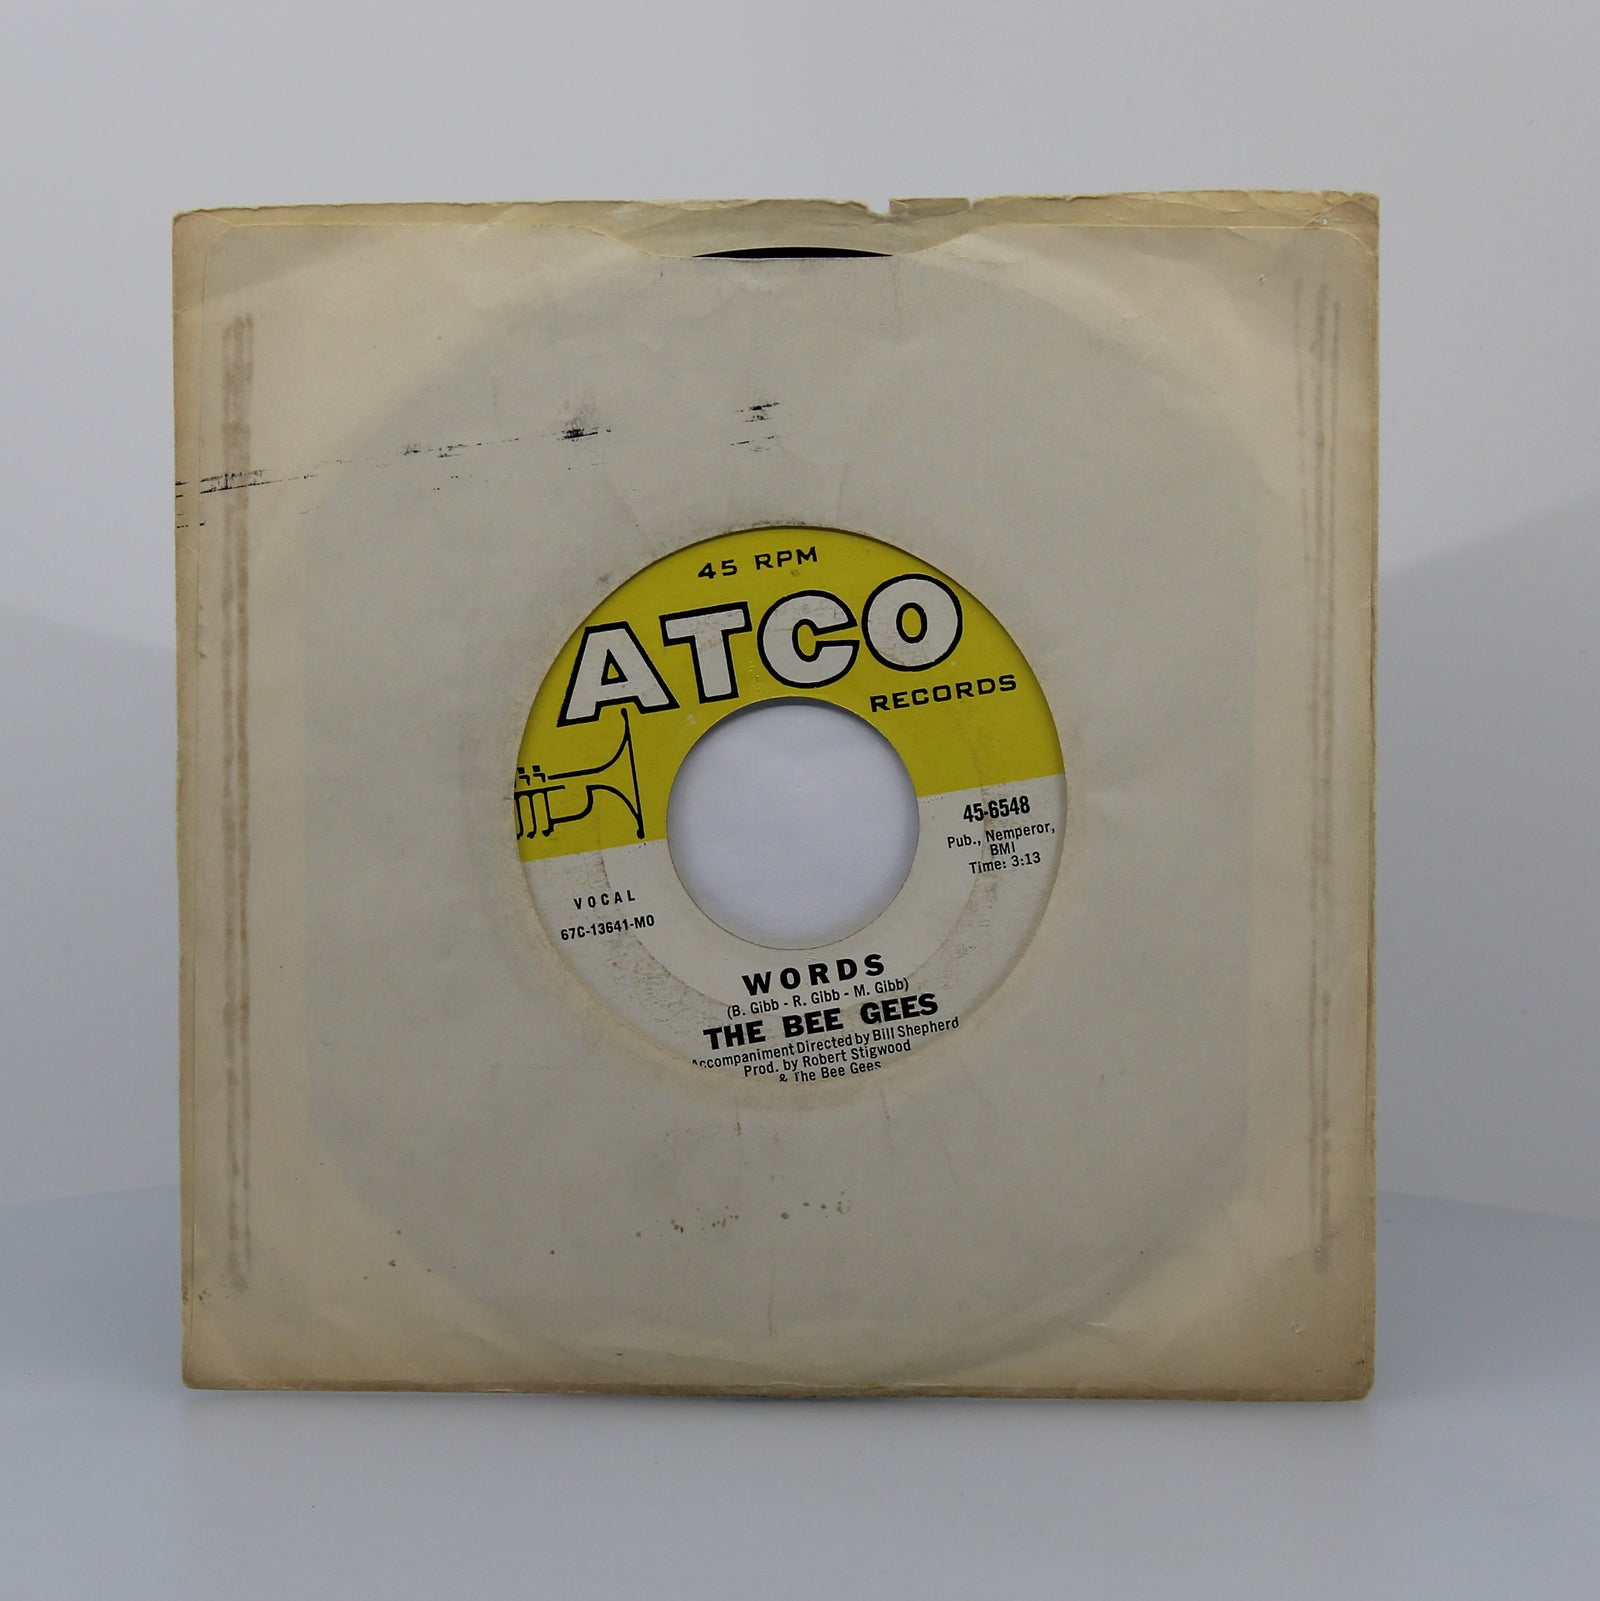 45 RPM
ATCO
RECORDS
45-6548
Pub., Nemperor,
BMI
Time: 3:13
VOCAL
67C-13641-MO
WORDS
(B. Gibb - R. Gibb - M. Gibb)
THE BEE GEES
Accompaniment Directed by Bill Shepherd
Prod. by Robert Stigwood
& The Bee Gees